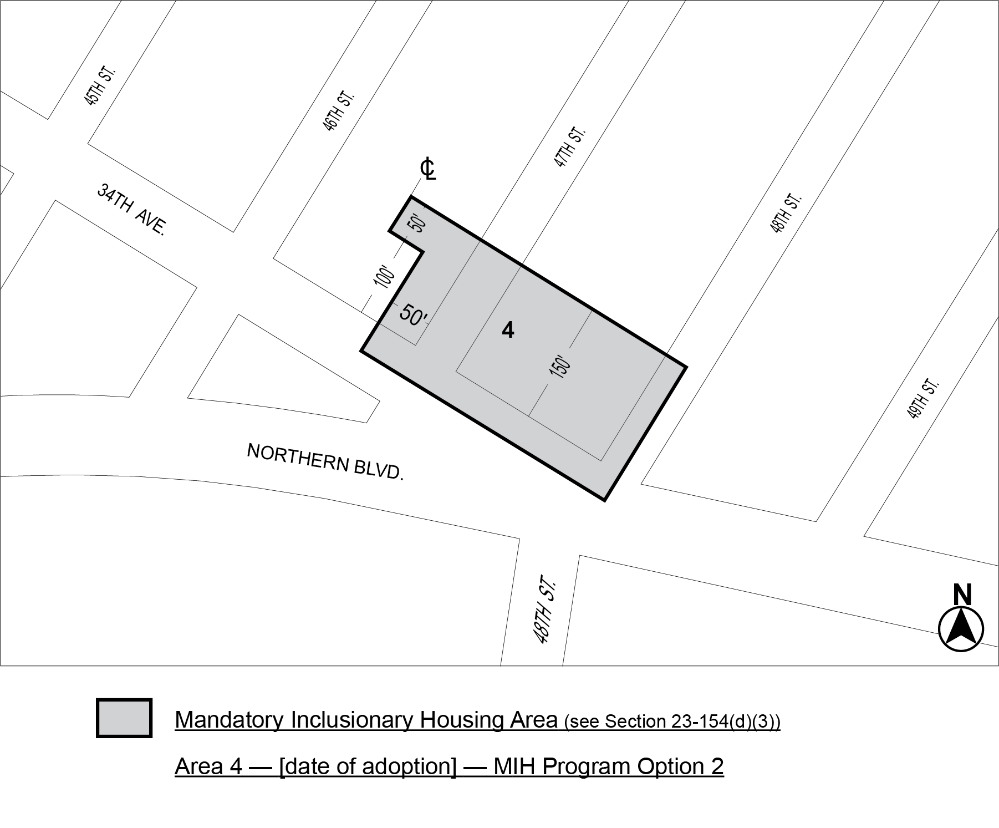 45TH ST.
46TH ST.
47TH ST.
48TH ST.
49TH ST.
℄
34TH AVE.
50'
100'
50'
4
150'
NORTHERN BLVD.
48TH ST.
N
Mandatory Inclusionary Housing Area (see Section 23-154(d)(3))
Area 4 — [date of adoption] — MIH Program Option 2